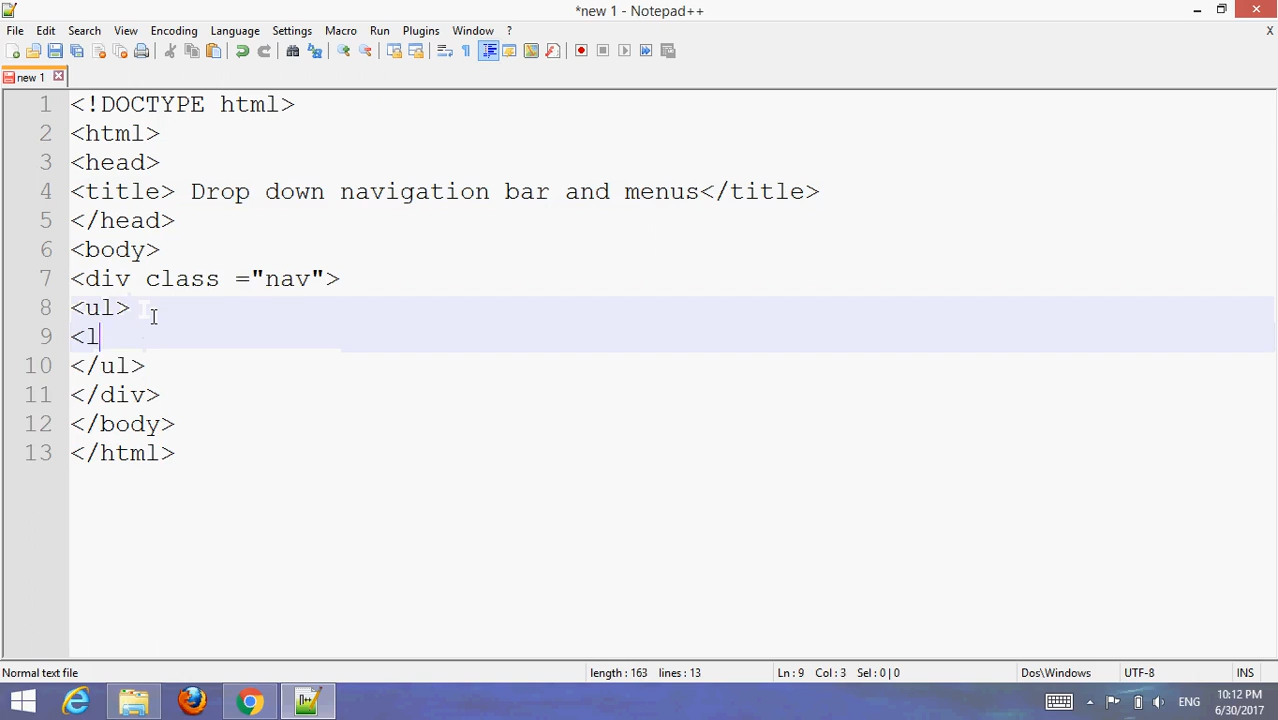 *new 1 - Notepad++
File Edit Search View Encoding Language Settings Macro Run Plugins Window ? X
new 1
1 <!DOCTYPE html>
2 <html>
3 <head>
4 <title> Drop down navigation bar and menus</title>
5 </head>
6 <body>
7 <div class ="nav">
8 <ul>
9 <l
10 </ul>
11 </div>
12 </body>
13 </html>
Normal text file length : 163 lines : 13 Ln : 9 Col : 3 Sel : 0 | 0 Dos\Windows UTF-8 INS
ENG 10:12 PM
6/30/2017